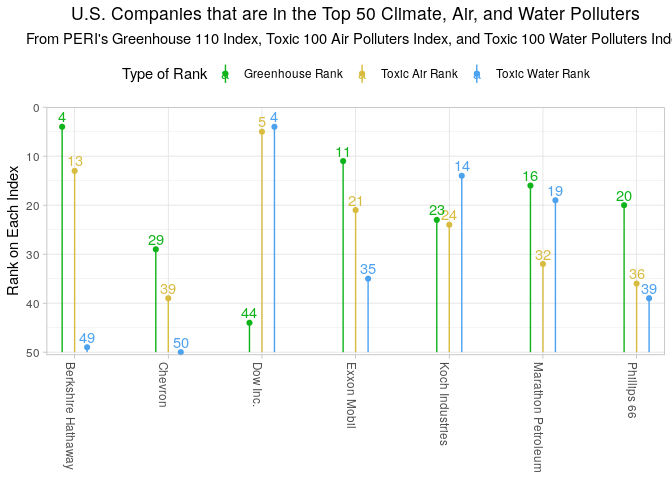 U.S. Companies that are in the Top 50 Climate, Air, and Water Polluters
From PERI's Greenhouse 110 Index, Toxic 100 Air Polluters Index, and Toxic 100 Water Polluters Ind
Type of Rank a Greenhouse Rank a Toxic Air Rank a Toxic Water Rank
Rank on Each Index
0
10
20
30
40
50
4
13
49
29
39
50
44
5
4
11
21
35
23
24
14
16
32
19
20
36
39
Berkshire Hathaway
Chevron
Dow Inc.
Exxon Mobil
Koch Industries
Marathon Petroleum
Phillips 66